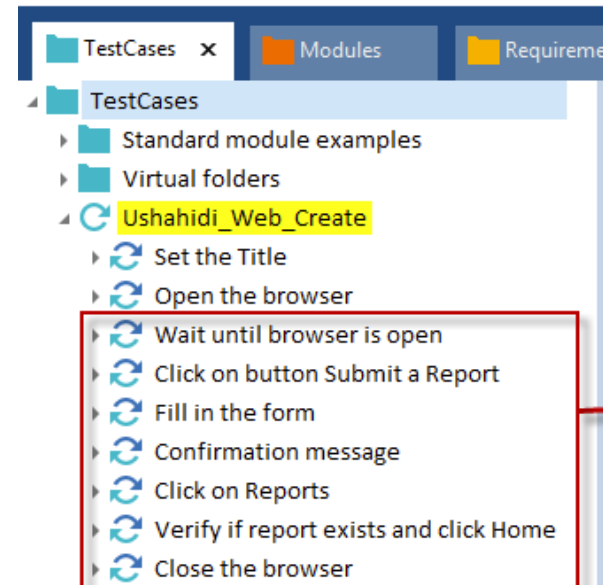 TestCases x Modules Requireme
TestCases
Standard module examples
Virtual folders
Ushahidi_Web_Create
Set the Title
Open the browser
Wait until browser is open
Click on button Submit a Report
Fill in the form
Confirmation message
Click on Reports
Verify if report exists and click Home
Close the browser